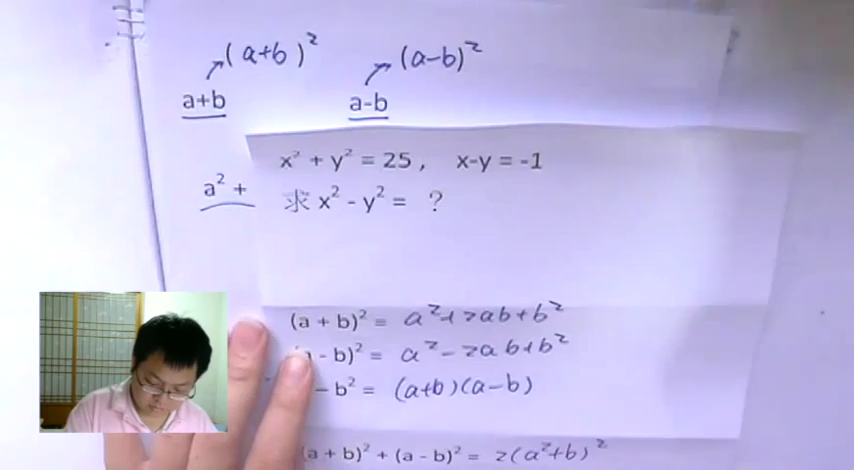 (a+b)² (a-b)²
a+b a-b
x² + y² = 25 , x-y = -1
a² +
求 x² - y² = ?
(a + b)² = a²+2ab+b²
- b)² = a²-2ab+b²
- b² = (a+b)(a-b)
(a + b)² + (a - b)² = 2(a²+b)²